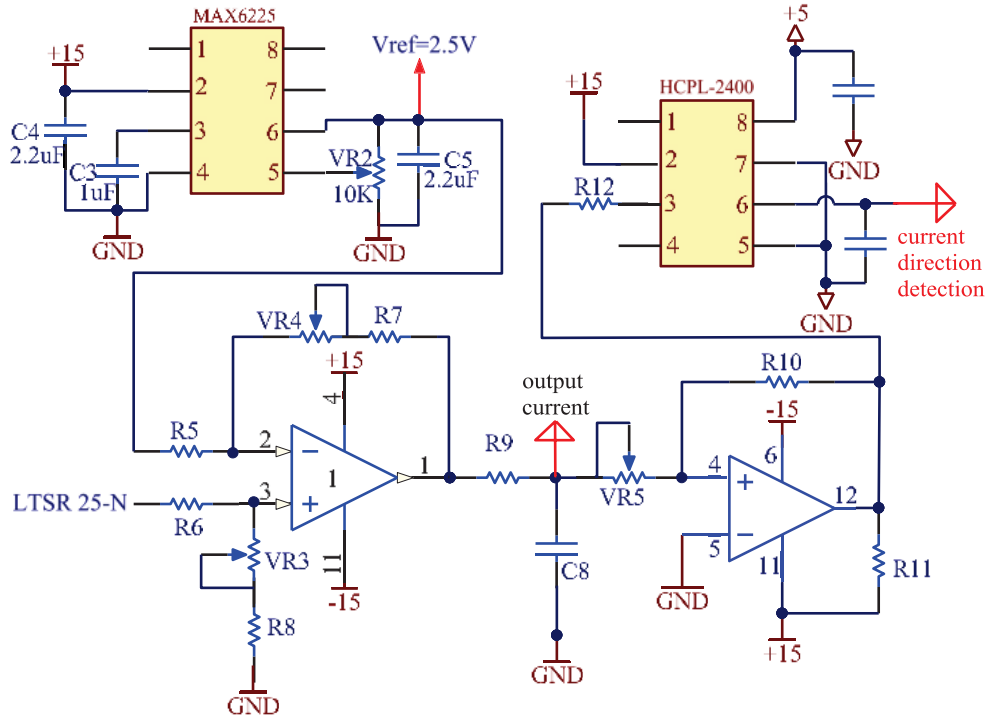 MAX6225
+15
1
2
3
4
8
7
6
5
C4
2.2uF
C3
1uF
GND
Vref=2.5V
VR2
10K
C5
2.2uF
GND
+5
+15
HCPL-2400
1
2
3
4
8
7
6
5
R12
GND
current
direction
detection
GND
VR4
R7
+15
4
R5
2
−
1
1
3
+
LTSR 25-N
R6
VR3
11
-15
R8
GND
output
current
R9
C8
GND
VR5
R10
-15
6
4
+
12
−
5
11
GND
R11
+15